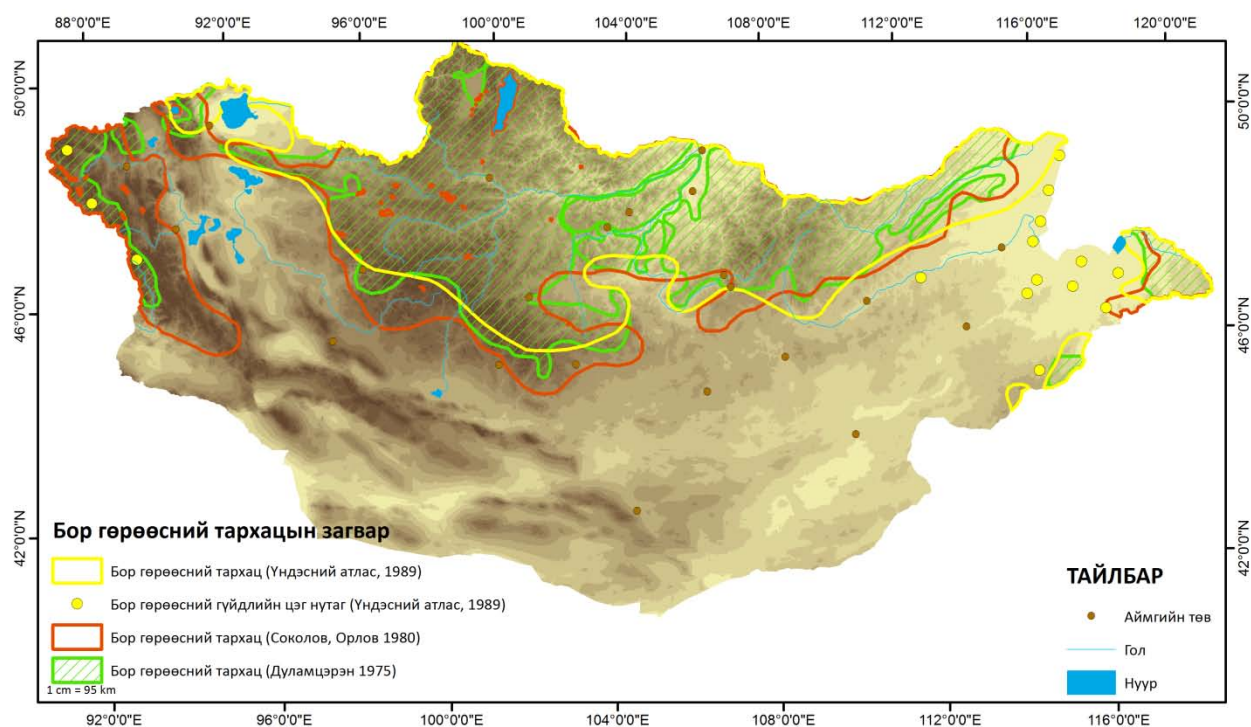 88°0'0"E 92°0'0"E 96°0'0"E 100°0'0"E 104°0'0"E 108°0'0"E 112°0'0"E 116°0'0"E 120°0'0"E
50°0'0"N
50°0'0"N
46°0'0"N
46°0'0"N
42°0'0"N
42°0'0"N
Бор гөрөөсний тархацын загвар
Бор гөрөөсний тархац (Үндэсний атлас, 1989)
Бор гөрөөсний гүйдлийн цэг нутаг (Үндэсний атлас, 1989)
Бор гөрөөсний тархац (Соколов, Орлов 1980)
Бор гөрөөсний тархац (Дуламцэрэн 1975)
1 cm = 95 km
ТАЙЛБАР
Аймгийн төв
Гол
Нуур
92°0'0"E 96°0'0"E 100°0'0"E 104°0'0"E 108°0'0"E 112°0'0"E 116°0'0"E